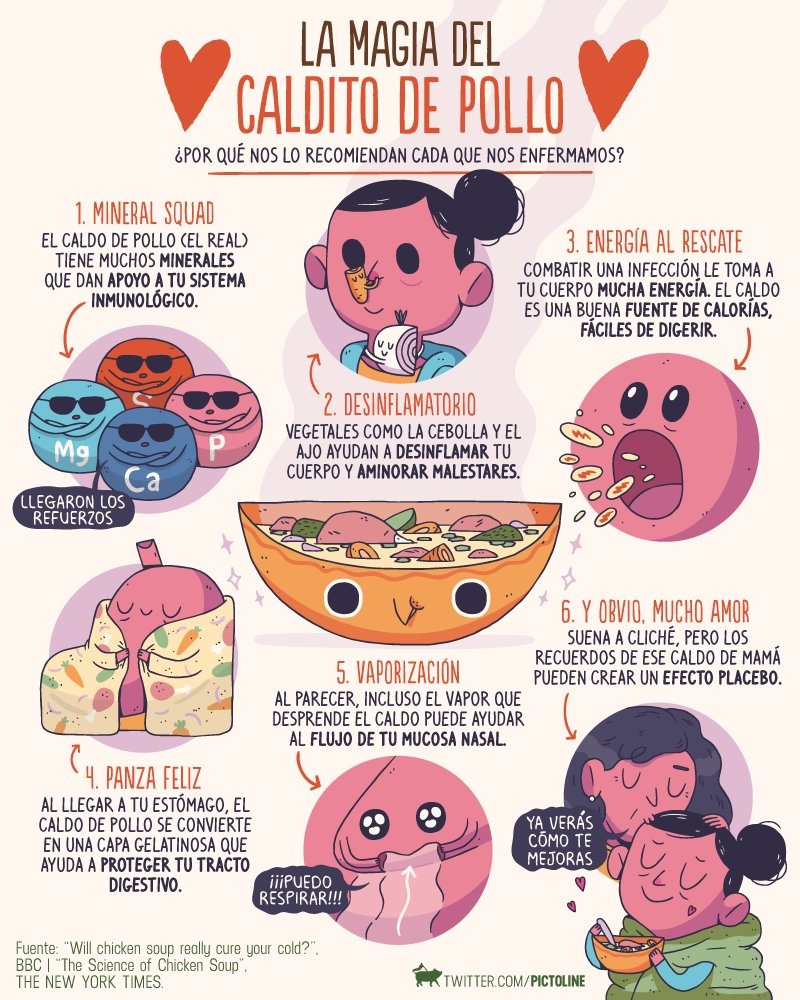 LA MAGIA DEL
CALDITO DE POLLO
¿POR QUÉ NOS LO RECOMIENDAN CADA QUE NOS ENFERMAMOS?
1. MINERAL SQUAD
EL CALDO DE POLLO (EL REAL)
TIENE MUCHOS MINERALES
QUE DAN APOYO A TU SISTEMA
INMUNOLÓGICO.
S
Mg
P
Ca
LLEGARON LOS
REFUERZOS
2. DESINFLAMATORIO
VEGETALES COMO LA CEBOLLA Y EL
AJO AYUDAN A DESINFLAMAR TU
CUERPO Y AMINORAR MALESTARES.
3. ENERGÍA AL RESCATE
COMBATIR UNA INFECCIÓN LE TOMA A
TU CUERPO MUCHA ENERGÍA. EL CALDO
ES UNA BUENA FUENTE DE CALORÍAS,
FÁCILES DE DIGERIR.
4. PANZA FELIZ
AL LLEGAR A TU ESTÓMAGO, EL
CALDO DE POLLO SE CONVIERTE
EN UNA CAPA GELATINOSA QUE
AYUDA A PROTEGER TU TRACTO
DIGESTIVO.
5. VAPORIZACIÓN
AL PARECER, INCLUSO EL VAPOR QUE
DESPRENDE EL CALDO PUEDE AYUDAR
AL FLUJO DE TU MUCOSA NASAL.
¡¡¡PUEDO
RESPIRAR!!!
6. Y OBVIO, MUCHO AMOR
SUENA A CLICHÉ, PERO LOS
RECUERDOS DE ESE CALDO DE MAMÁ
PUEDEN CREAR UN EFECTO PLACEBO.
YA VERÁS
CÓMO TE
MEJORAS
Fuente: "Will chicken soup really cure your cold?",
BBC | "The Science of Chicken Soup",
THE NEW YORK TIMES.
TWITTER.COM/PICTOLINE